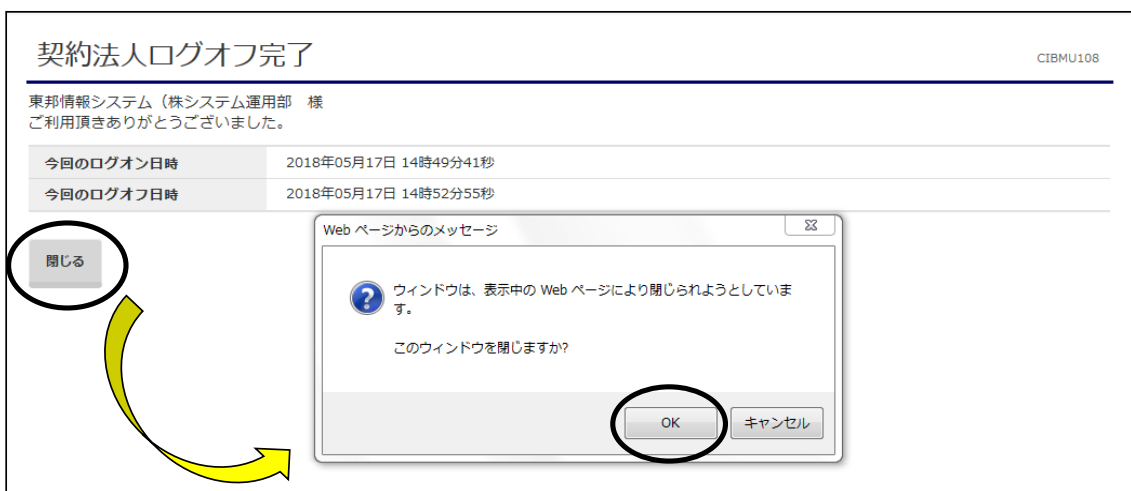 契約法人ログオフ完了
CIBMU108
東邦情報システム（株システム運用部　様
ご利用頂きありがとうございました。
今回のログオン日時 2018年05月17日 14時49分41秒
今回のログオフ日時 2018年05月17日 14時52分55秒
閉じる
Web ページからのメッセージ
ウィンドウは、表示中の Web ページにより閉じられようとしていま
す。
このウィンドウを閉じますか?
OK キャンセル